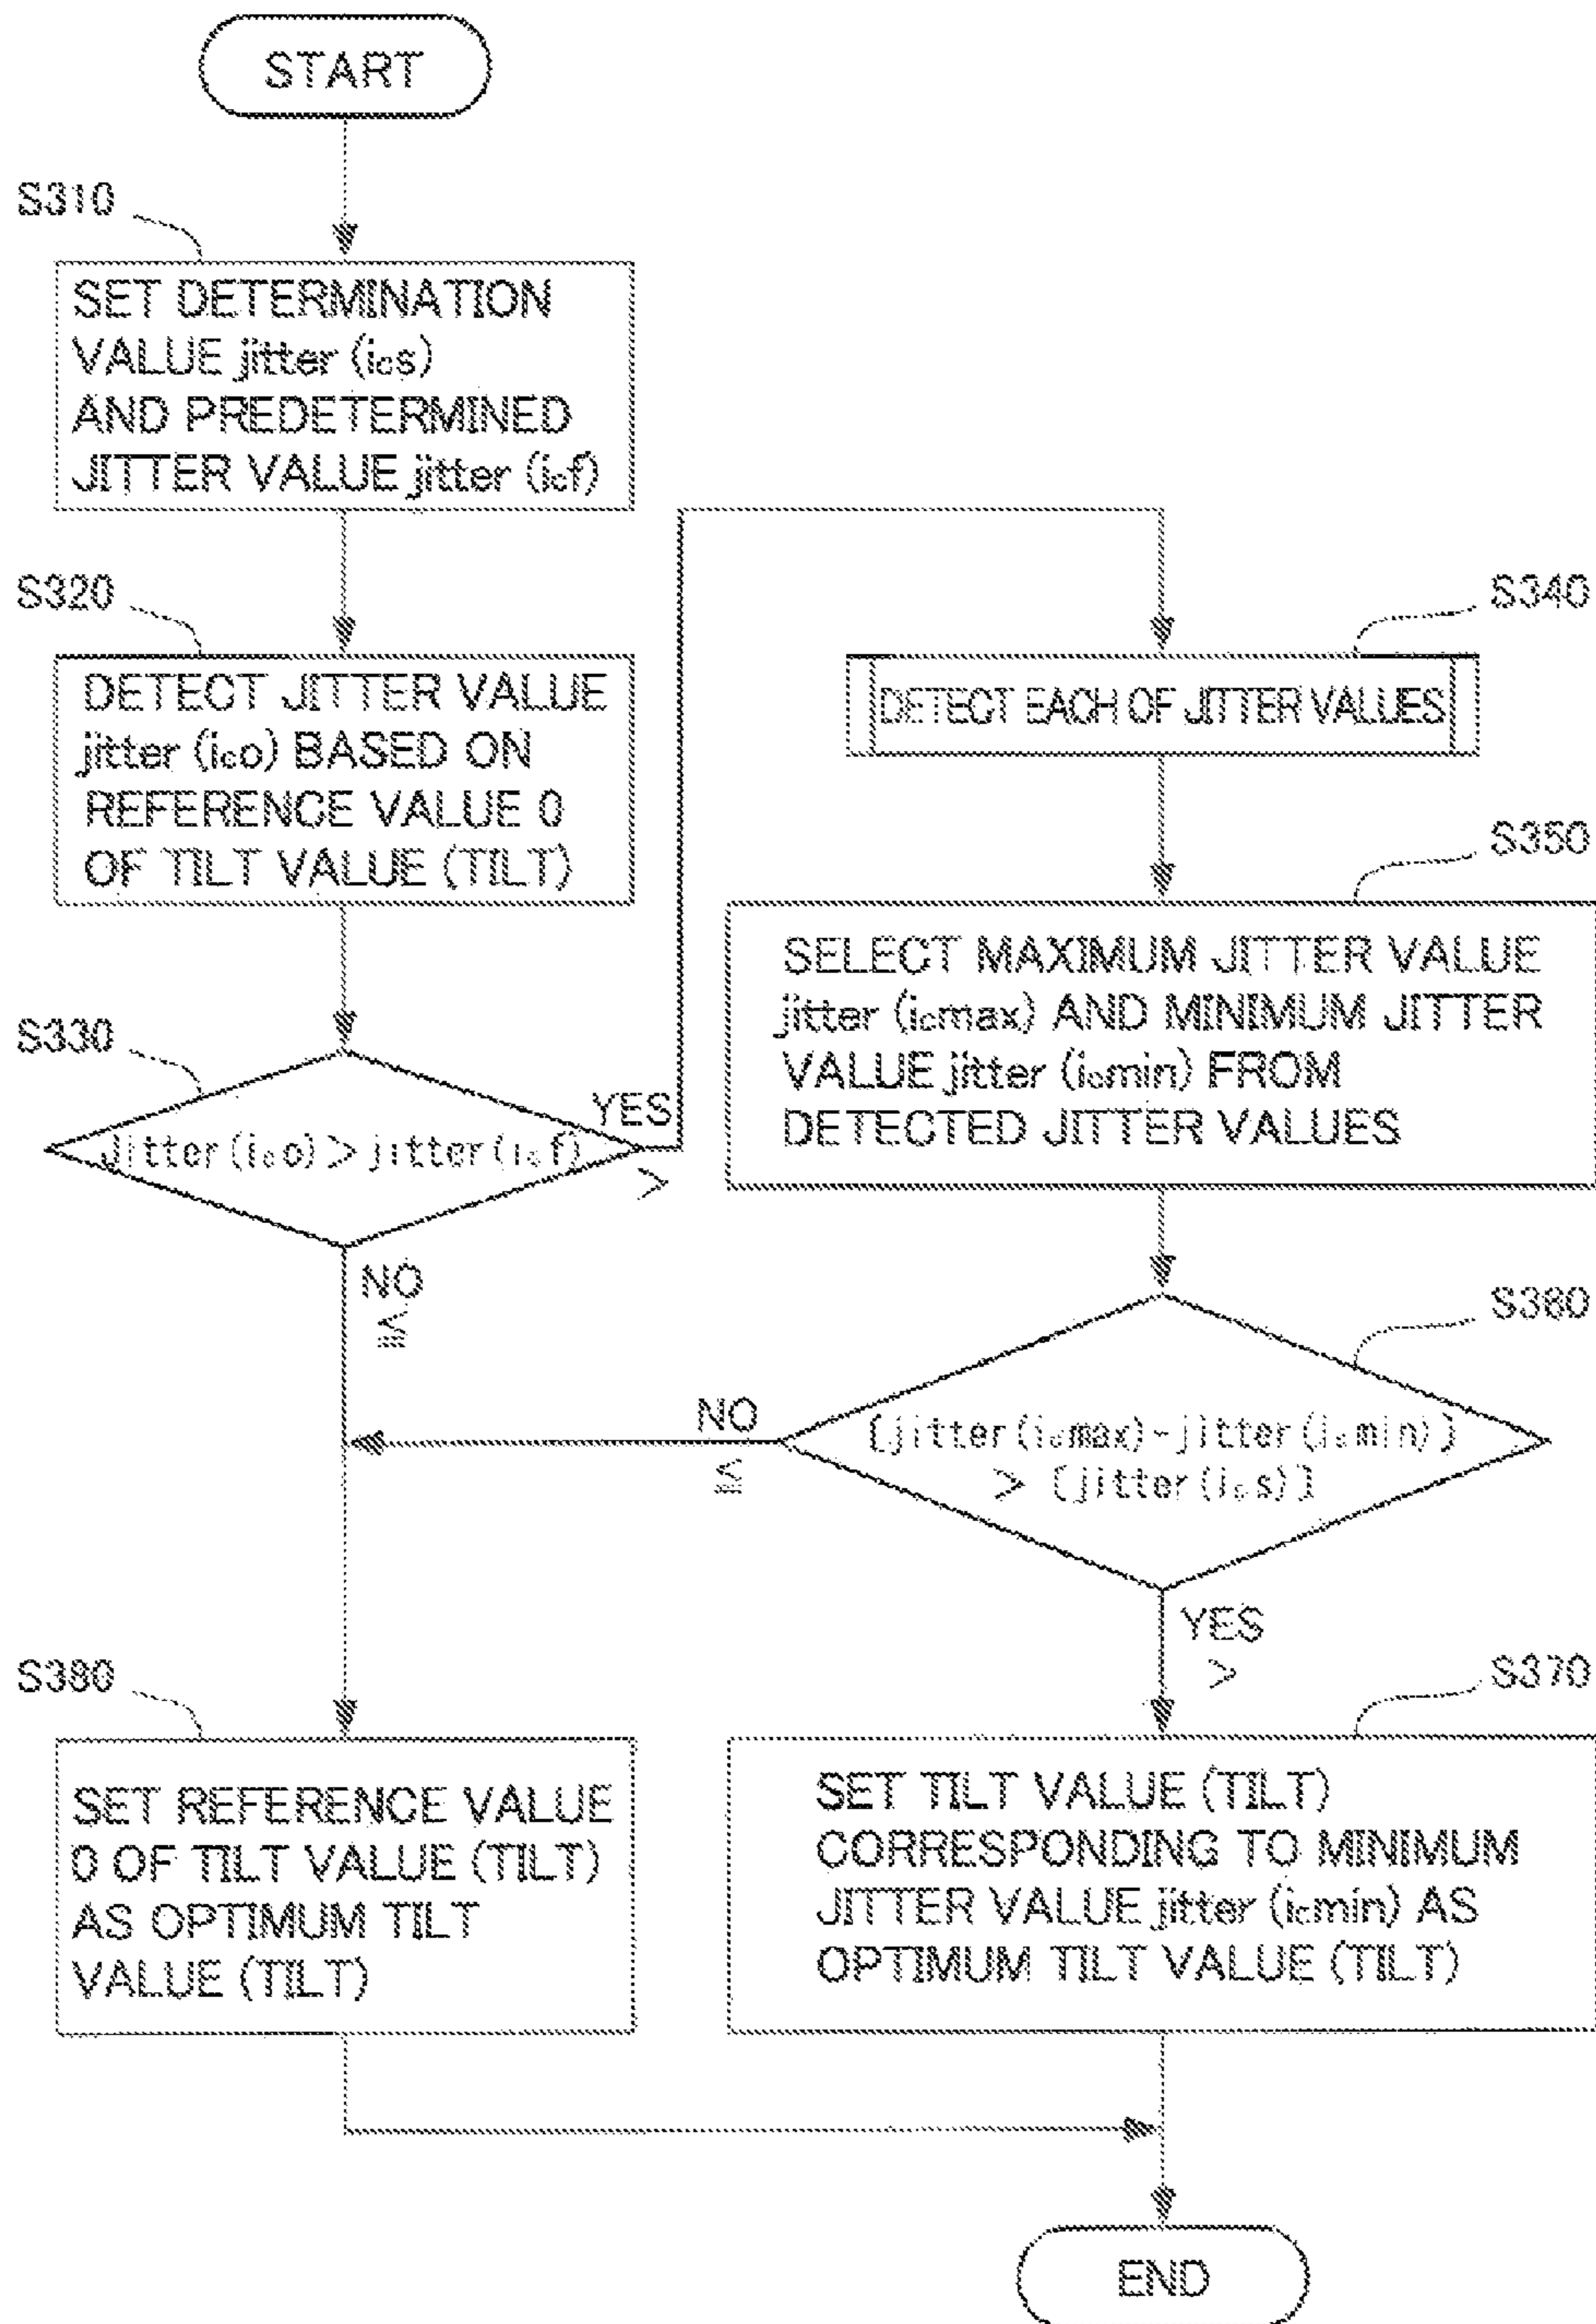 START
S310
SET DETERMINATION
VALUE jitter (ics)
AND PREDETERMINED
JITTER VALUE jitter (icf)
S320
DETECT JITTER VALUE
jitter (ico) BASED ON
REFERENCE VALUE 0
OF TILT VALUE (TILT)
S330
Jitter(ico) > jitter(icf)
YES
>
NO
≦
S340
DETECT EACH OF JITTER VALUES
S350
SELECT MAXIMUM JITTER VALUE
jitter (icmax) AND MINIMUM JITTER
VALUE jitter (icmin) FROM
DETECTED JITTER VALUES
S360
[jitter(icmax)-jitter(icmin)]
> [jitter(ics)]
NO
≦
YES
>
S370
SET TILT VALUE (TILT)
CORRESPONDING TO MINIMUM
JITTER VALUE jitter (icmin) AS
OPTIMUM TILT VALUE (TILT)
S380
SET REFERENCE VALUE
0 OF TILT VALUE (TILT)
AS OPTIMUM TILT
VALUE (TILT)
END